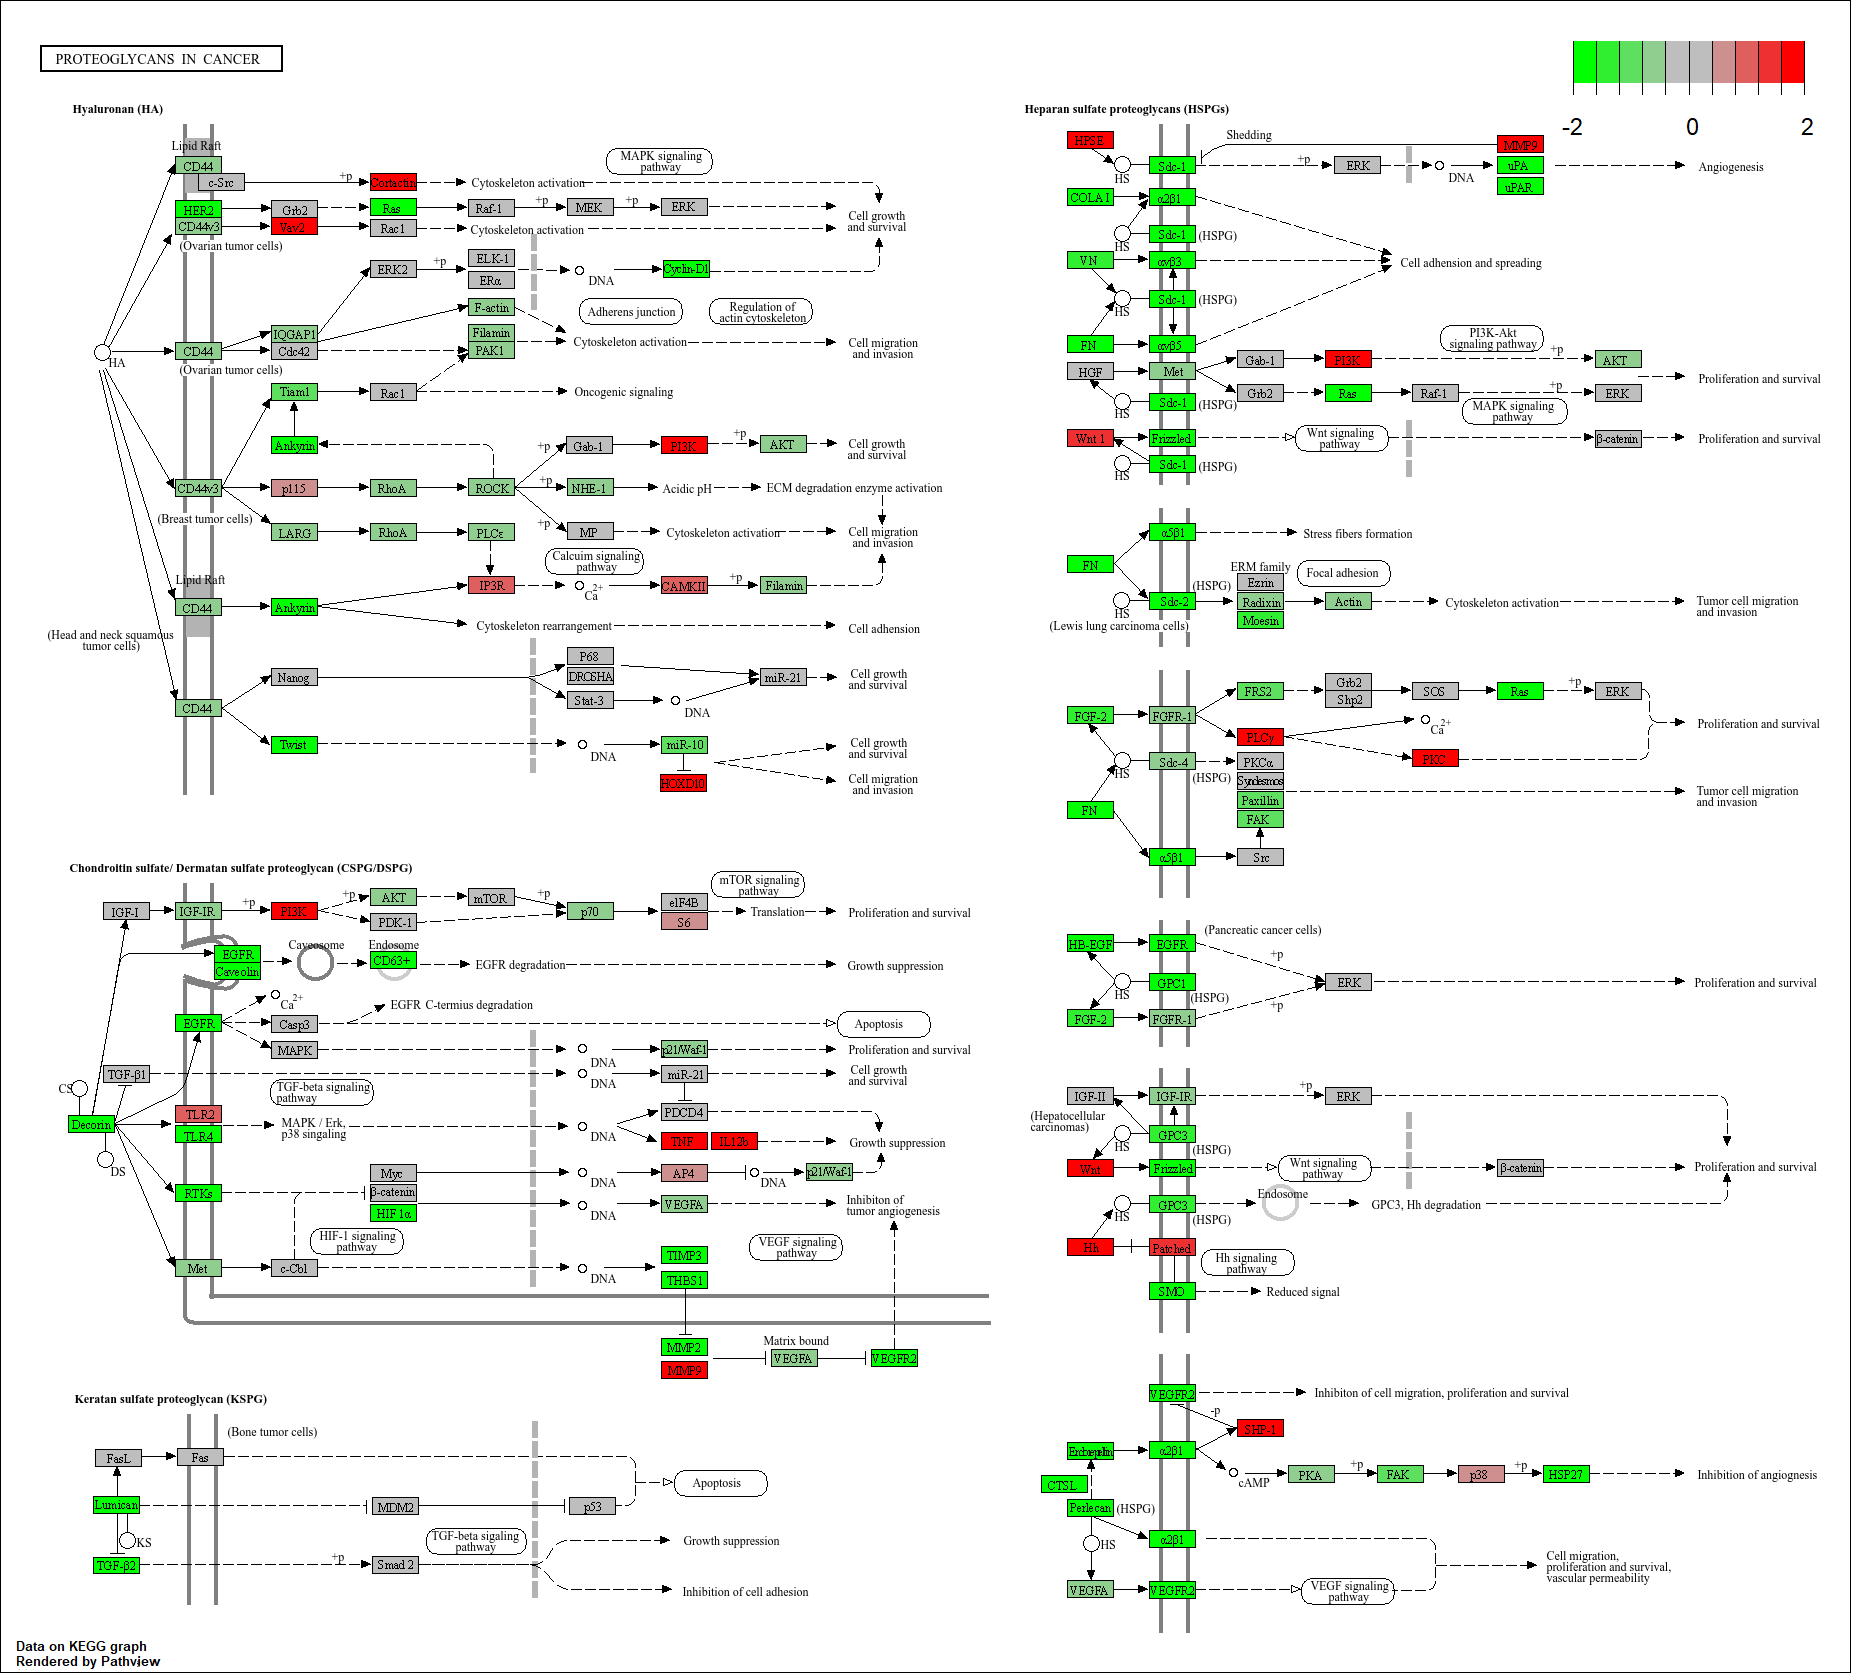 PROTEOGLYCANS IN CANCER
-2
0
2
Hyaluronan (HA)
Lipid Raft
CD44
c-Src
+p
Cortactin
Cytoskeleton activation
MAPK signaling
pathway
HER2
Grb2
Ras
Raf-1
+p
MEK
+p
ERK
Cell growth
and survival
CD44v3
Vav2
Rac1
Cytoskeleton activation
(Ovarian tumor cells)
ERK2
+p
ELK-1
ERα
DNA
Cyclin-D1
F-actin
Adherens junction
Regulation of
actin cytoskeleton
HA
CD44
IQGAP1
Cdc42
Filamin
PAK1
Cytoskeleton activation
Cell migration
and invasion
(Ovarian tumor cells)
Tiam1
Rac1
Oncogenic signaling
Ankyrin
+p
Gab-1
PI3K
+p
AKT
Cell growth
and survival
CD44v3
p115
RhoA
ROCK
+p
NHE-1
Acidic pH
ECM degradation enzyme activation
(Breast tumor cells)
LARG
RhoA
PLCε
+p
MP
Cytoskeleton activation
Cell migration
and invasion
Calcuim signaling
pathway
Lipid Raft
CD44
Ankyrin
IP3R
Ca2+
CAMKII
+p
Filamin
Cytoskeleton rearrangement
Cell adhension
(Head and neck squamous
tumor cells)
Nanog
P68
DROSHA
Stat-3
DNA
miR-21
Cell growth
and survival
CD44
Twist
DNA
miR-10
HOXD10
Cell growth
and survival
Cell migration
and invasion
Chondroitin sulfate/ Dermatan sulfate proteoglycan (CSPG/DSPG)
IGF-I
IGF-IR
+p
PI3K
+p
AKT
PDK-1
mTOR
+p
p70
eIF4B
S6
mTOR signaling
pathway
Translation
Proliferation and survival
EGFR
Caveolin
Caveosome
Endosome
CD63+
EGFR degradation
Growth suppression
EGFR
Ca2+
Casp3
MAPK
EGFR C-termius degradation
Apoptosis
DNA
p21/Waf-1
Proliferation and survival
TGF-β1
DNA
miR-21
Cell growth
and survival
CS
Decorin
DS
TGF-beta signaling
pathway
TLR2
TLR4
MAPK / Erk,
p38 singaling
DNA
PDCD4
TNF
IL12b
Growth suppression
RTKs
Myc
β-catenin
HIF 1α
DNA
AP4
DNA
p21/Waf-1
DNA
VEGFA
Inhibiton of
tumor angiogenesis
HIF-1 signaling
pathway
VEGF signaling
pathway
Met
c-Cbl
DNA
TIMP3
THBS1
MMP2
MMP9
Matrix bound
VEGFA
VEGFR2
Keratan sulfate proteoglycan (KSPG)
(Bone tumor cells)
FasL
Fas
Apoptosis
Lumican
MDM2
p53
KS
TGF-β2
+p
Smad 2
TGF-beta sigaling
pathway
Growth suppression
Inhibition of cell adhesion
Heparan sulfate proteoglycans (HSPGs)
HPSE
HS
Sdc-1
Shedding
+p
ERK
DNA
MMP9
uPA
uPAR
Angiogenesis
COLA1
α2β1
HS
Sdc-1
(HSPG)
VN
αvβ3
Cell adhension and spreading
HS
Sdc-1
(HSPG)
FN
αvβ5
HGF
Met
Gab-1
PI3K
PI3K-Akt
signaling pathway
+p
AKT
Proliferation and survival
HS
Sdc-1
(HSPG)
Grb2
Ras
Raf-1
+p
ERK
MAPK signaling
pathway
Wnt 1
Frizzled
Wnt signaling
pathway
β-catenin
Proliferation and survival
HS
Sdc-1
(HSPG)
α5β1
Stress fibers formation
FN
HS
Sdc-2
(HSPG)
ERM family
Ezrin
Radixin
Moesin
Focal adhesion
Actin
Cytoskeleton activation
Tumor cell migration
and invasion
(Lewis lung carcinoma cells)
FGF-2
FGFR-1
FRS2
Grb2
Shp2
SOS
Ras
+p
ERK
Proliferation and survival
PLCγ
Ca2+
PKC
HS
Sdc-4
(HSPG)
PKCα
Syndesmos
Paxillin
FAK
Tumor cell migration
and invasion
FN
α5β1
Src
HB-EGF
EGFR
(Pancreatic cancer cells)
+p
HS
GPC1
(HSPG)
ERK
Proliferation and survival
FGF-2
FGFR-1
+p
IGF-II
IGF-IR
+p
ERK
(Hepatocellular
carcinomas)
HS
GPC3
(HSPG)
Wnt
Frizzled
Wnt signaling
pathway
β-catenin
Proliferation and survival
HS
GPC3
(HSPG)
Endosome
GPC3, Hh degradation
Hh
Patched
Hh signaling
pathway
SMO
Reduced signal
VEGFR2
Inhibiton of cell migration, proliferation and survival
-p
SHP-1
α2β1
cAMP
PKA
+p
FAK
p38
+p
HSP27
Inhibition of angiognesis
CTSL
Perlecan
(HSPG)
HS
α2β1
Cell migration,
proliferation and survival,
vascular permeability
VEGFA
VEGFR2
VEGF signaling
pathway
Data on KEGG graph
Rendered by Pathview